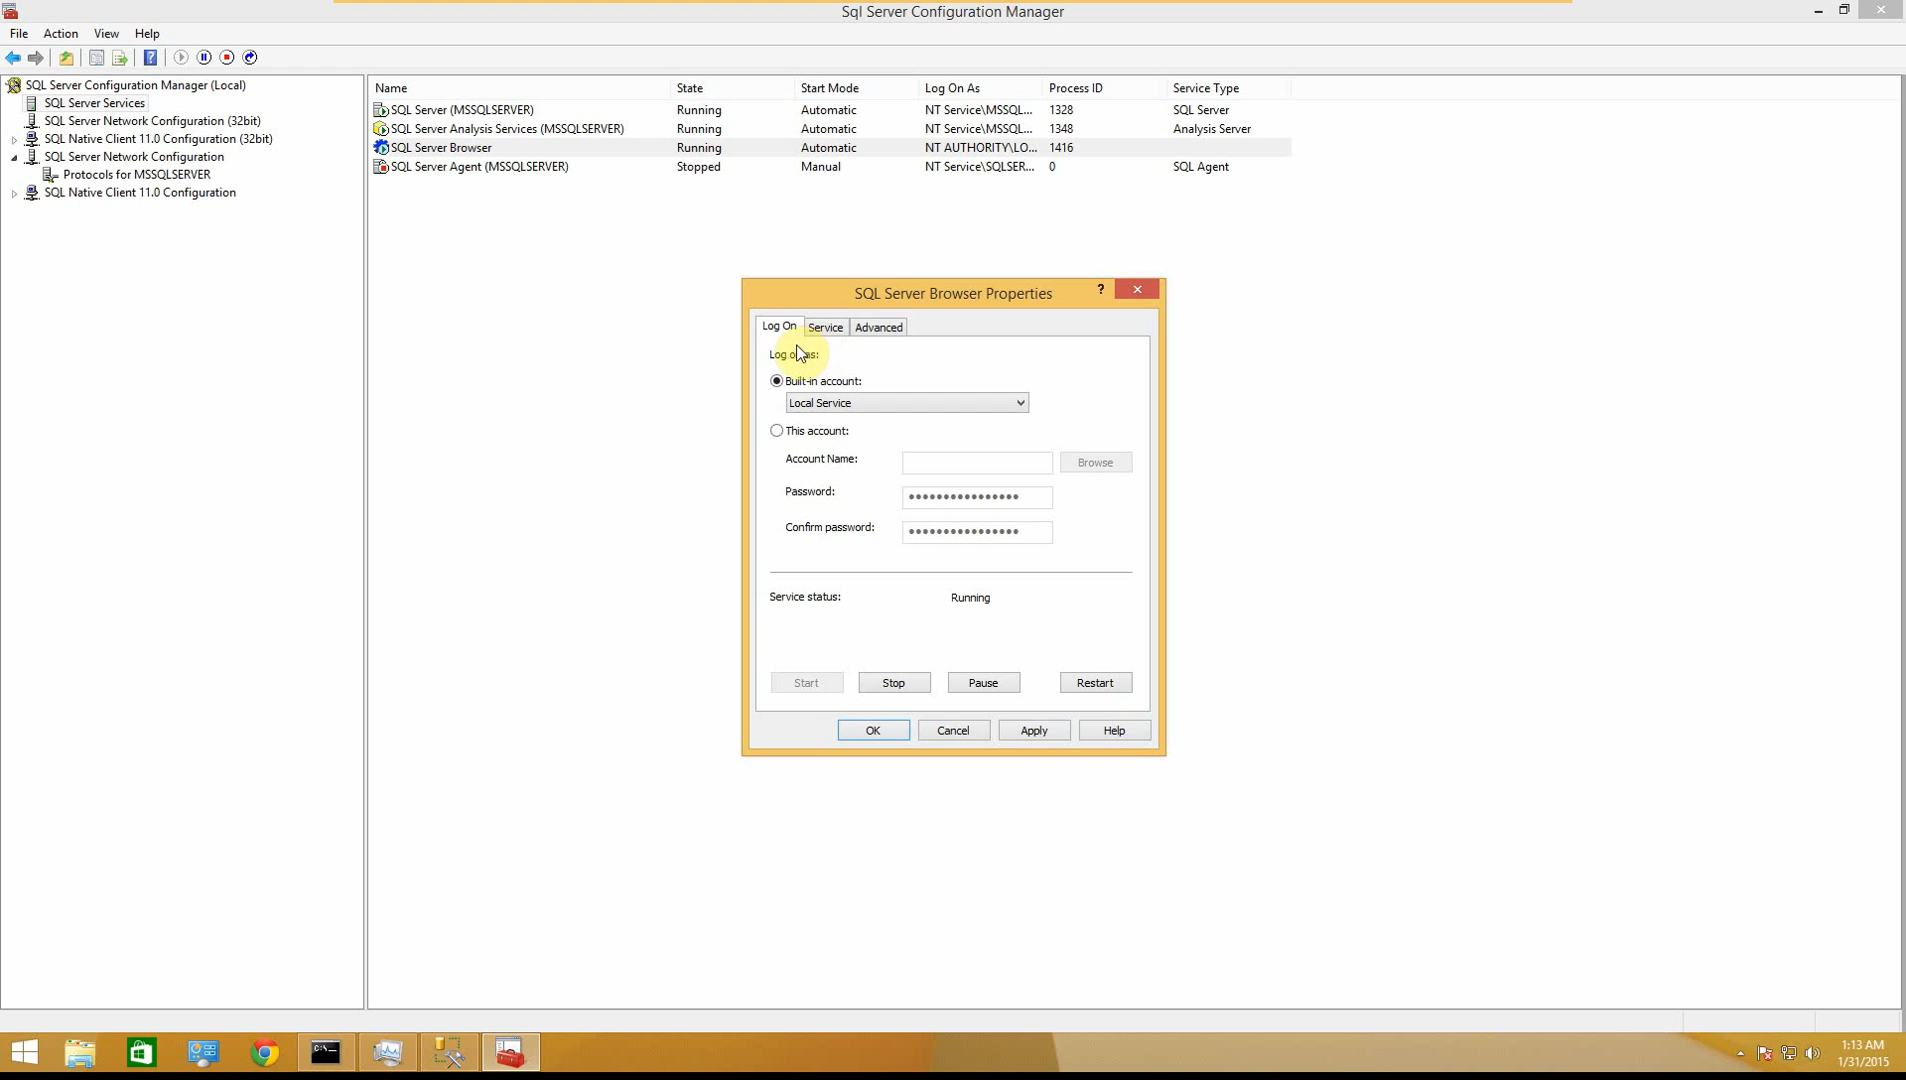 Sql Server Configuration Manager
File Action View Help
SQL Server Configuration Manager (Local)
SQL Server Services
SQL Server Network Configuration (32bit)
SQL Native Client 11.0 Configuration (32bit)
SQL Server Network Configuration
Protocols for MSSQLSERVER
SQL Native Client 11.0 Configuration
Name State Start Mode Log On As Process ID Service Type
SQL Server (MSSQLSERVER) Running Automatic NT Service\MSSQL... 1328 SQL Server
SQL Server Analysis Services (MSSQLSERVER) Running Automatic NT Service\MSSQL... 1348 Analysis Server
SQL Server Browser Running Automatic NT AUTHORITY\LO... 1416
SQL Server Agent (MSSQLSERVER) Stopped Manual NT Service\SQLSER... 0 SQL Agent
SQL Server Browser Properties
? ×
Log On Service Advanced
Log on as:
Built-in account:
Local Service
This account:
Account Name: Browse
Password: ••••••••••••••••
Confirm password: ••••••••••••••••
Service status: Running
Start Stop Pause Restart
OK Cancel Apply Help
C:\_
1:13 AM
1/31/2015